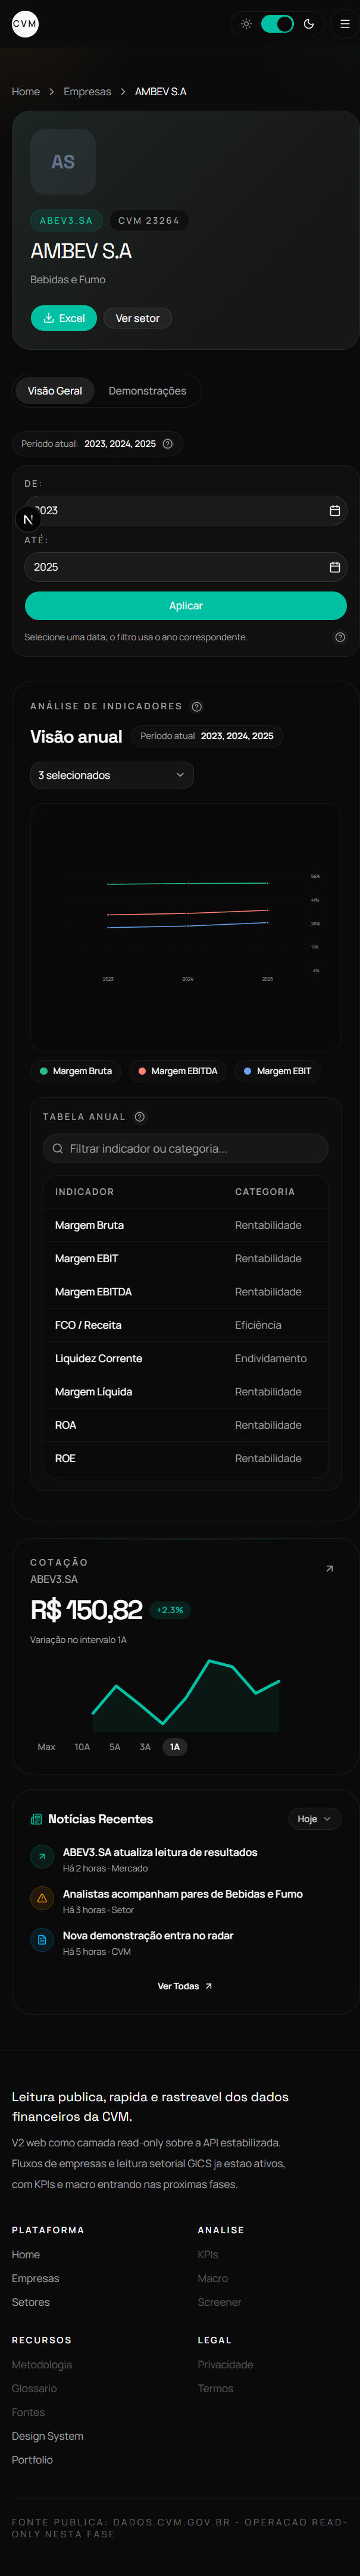 CVM
Home > Empresas > AMBEV S.A
AS
ABEV3.SA CVM 23264
AMBEV S.A
Bebidas e Fumo
Excel Ver setor
Visão Geral Demonstrações
Período atual: 2023, 2024, 2025
DE:
2023
N
ATÉ:
2025
Aplicar
Selecione uma data; o filtro usa o ano correspondente.
ANÁLISE DE INDICADORES
Visão anual Período atual 2023, 2024, 2025
3 selecionados
56%
41%
26%
11%
-4%
2023 2024 2025
Margem Bruta Margem EBITDA Margem EBIT
TABELA ANUAL
Filtrar indicador ou categoria...
INDICADOR CATEGORIA
Margem Bruta Rentabilidade
Margem EBIT Rentabilidade
Margem EBITDA Rentabilidade
FCO / Receita Eficiência
Liquidez Corrente Endividamento
Margem Líquida Rentabilidade
ROA Rentabilidade
ROE Rentabilidade
COTAÇÃO
ABEV3.SA
R$ 150,82 +2.3%
Variação no intervalo 1A
Max 10A 5A 3A 1A
Notícias Recentes Hoje
ABEV3.SA atualiza leitura de resultados
Há 2 horas · Mercado
Analistas acompanham pares de Bebidas e Fumo
Há 3 horas · Setor
Nova demonstração entra no radar
Há 5 horas · CVM
Ver Todas
Leitura publica, rapida e rastreavel dos dados
financeiros da CVM.
V2 web como camada read-only sobre a API estabilizada.
Fluxos de empresas e leitura setorial GICS ja estao ativos,
com KPIs e macro entrando nas proximas fases.
PLATAFORMA ANALISE
Home KPIs
Empresas Macro
Setores Screener
RECURSOS LEGAL
Metodologia Privacidade
Glossario Termos
Fontes
Design System
Portfolio
FONTE PUBLICA: DADOS.CVM.GOV.BR - OPERACAO READ-
ONLY NESTA FASE